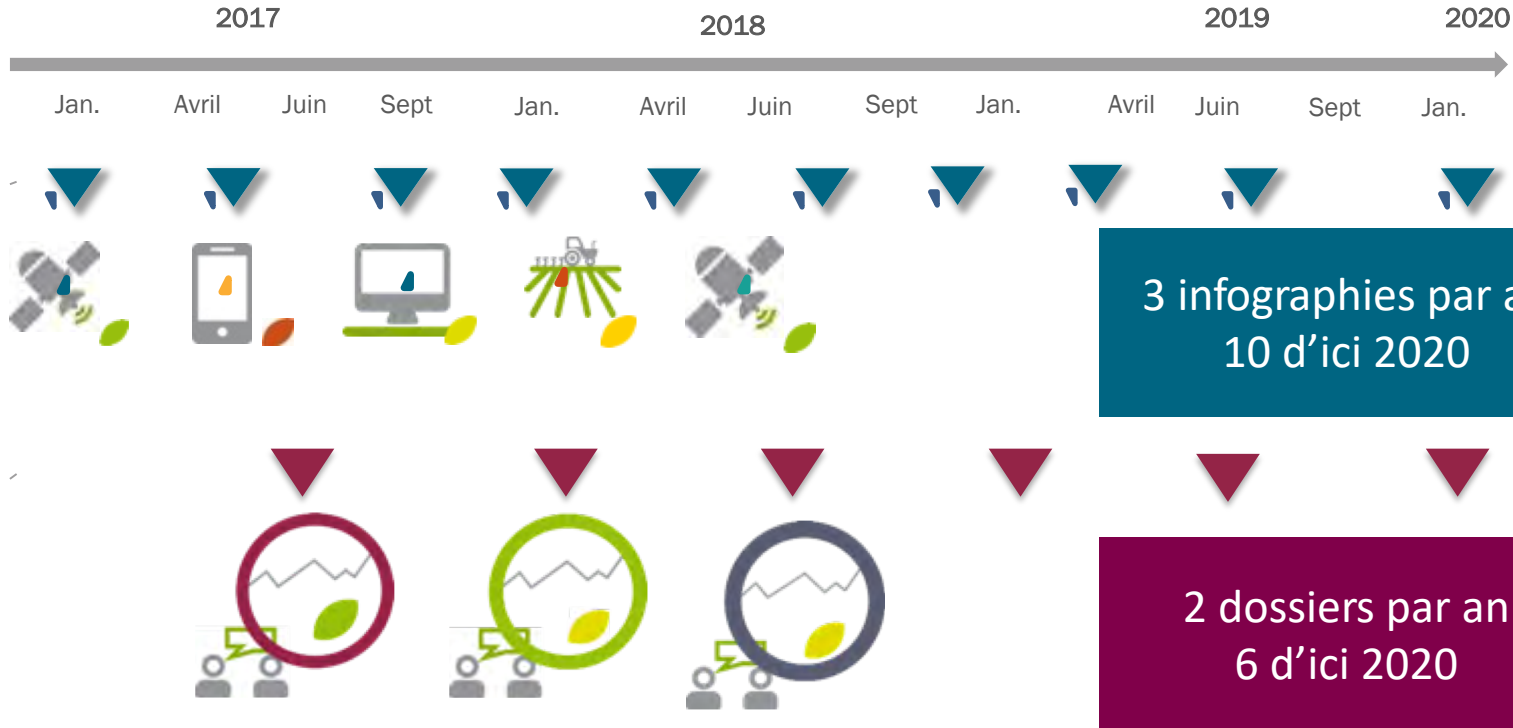 2017
2018
2019
2020
Jan. Avril Juin Sept Jan. Avril Juin Sept Jan. Avril Juin Sept Jan.
3 infographies par a
10 d’ici 2020
2 dossiers par an
6 d’ici 2020